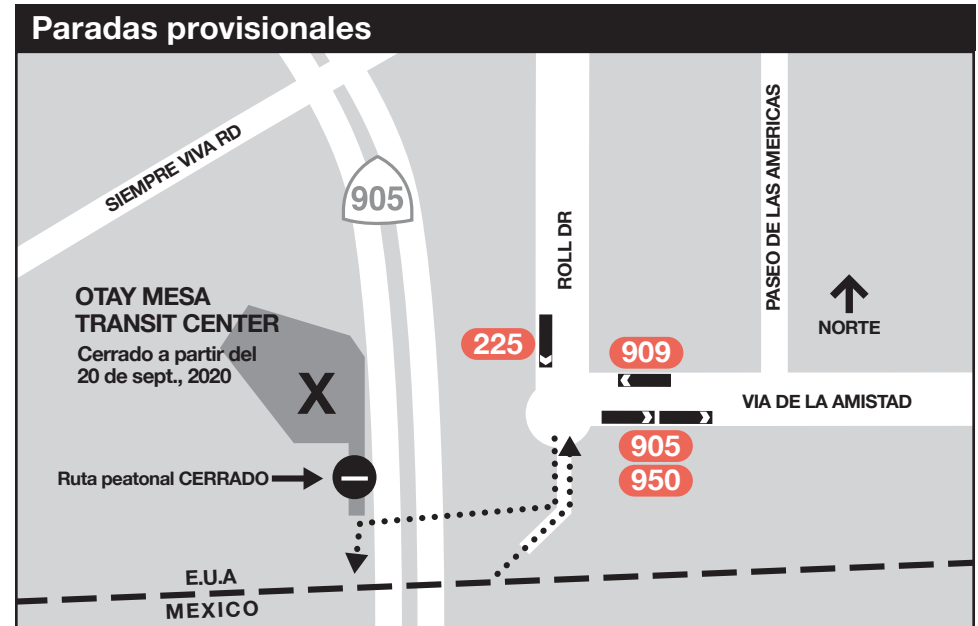 Paradas provisionales
SIEMPRE VIVA RD
905
ROLL DR
PASEO DE LAS AMERICAS
OTAY MESA
TRANSIT CENTER
Cerrado a partir del
20 de sept., 2020
X
NORTE
225
909
VIA DE LA AMISTAD
905
950
Ruta peatonal CERRADO
E.U.A
MEXICO